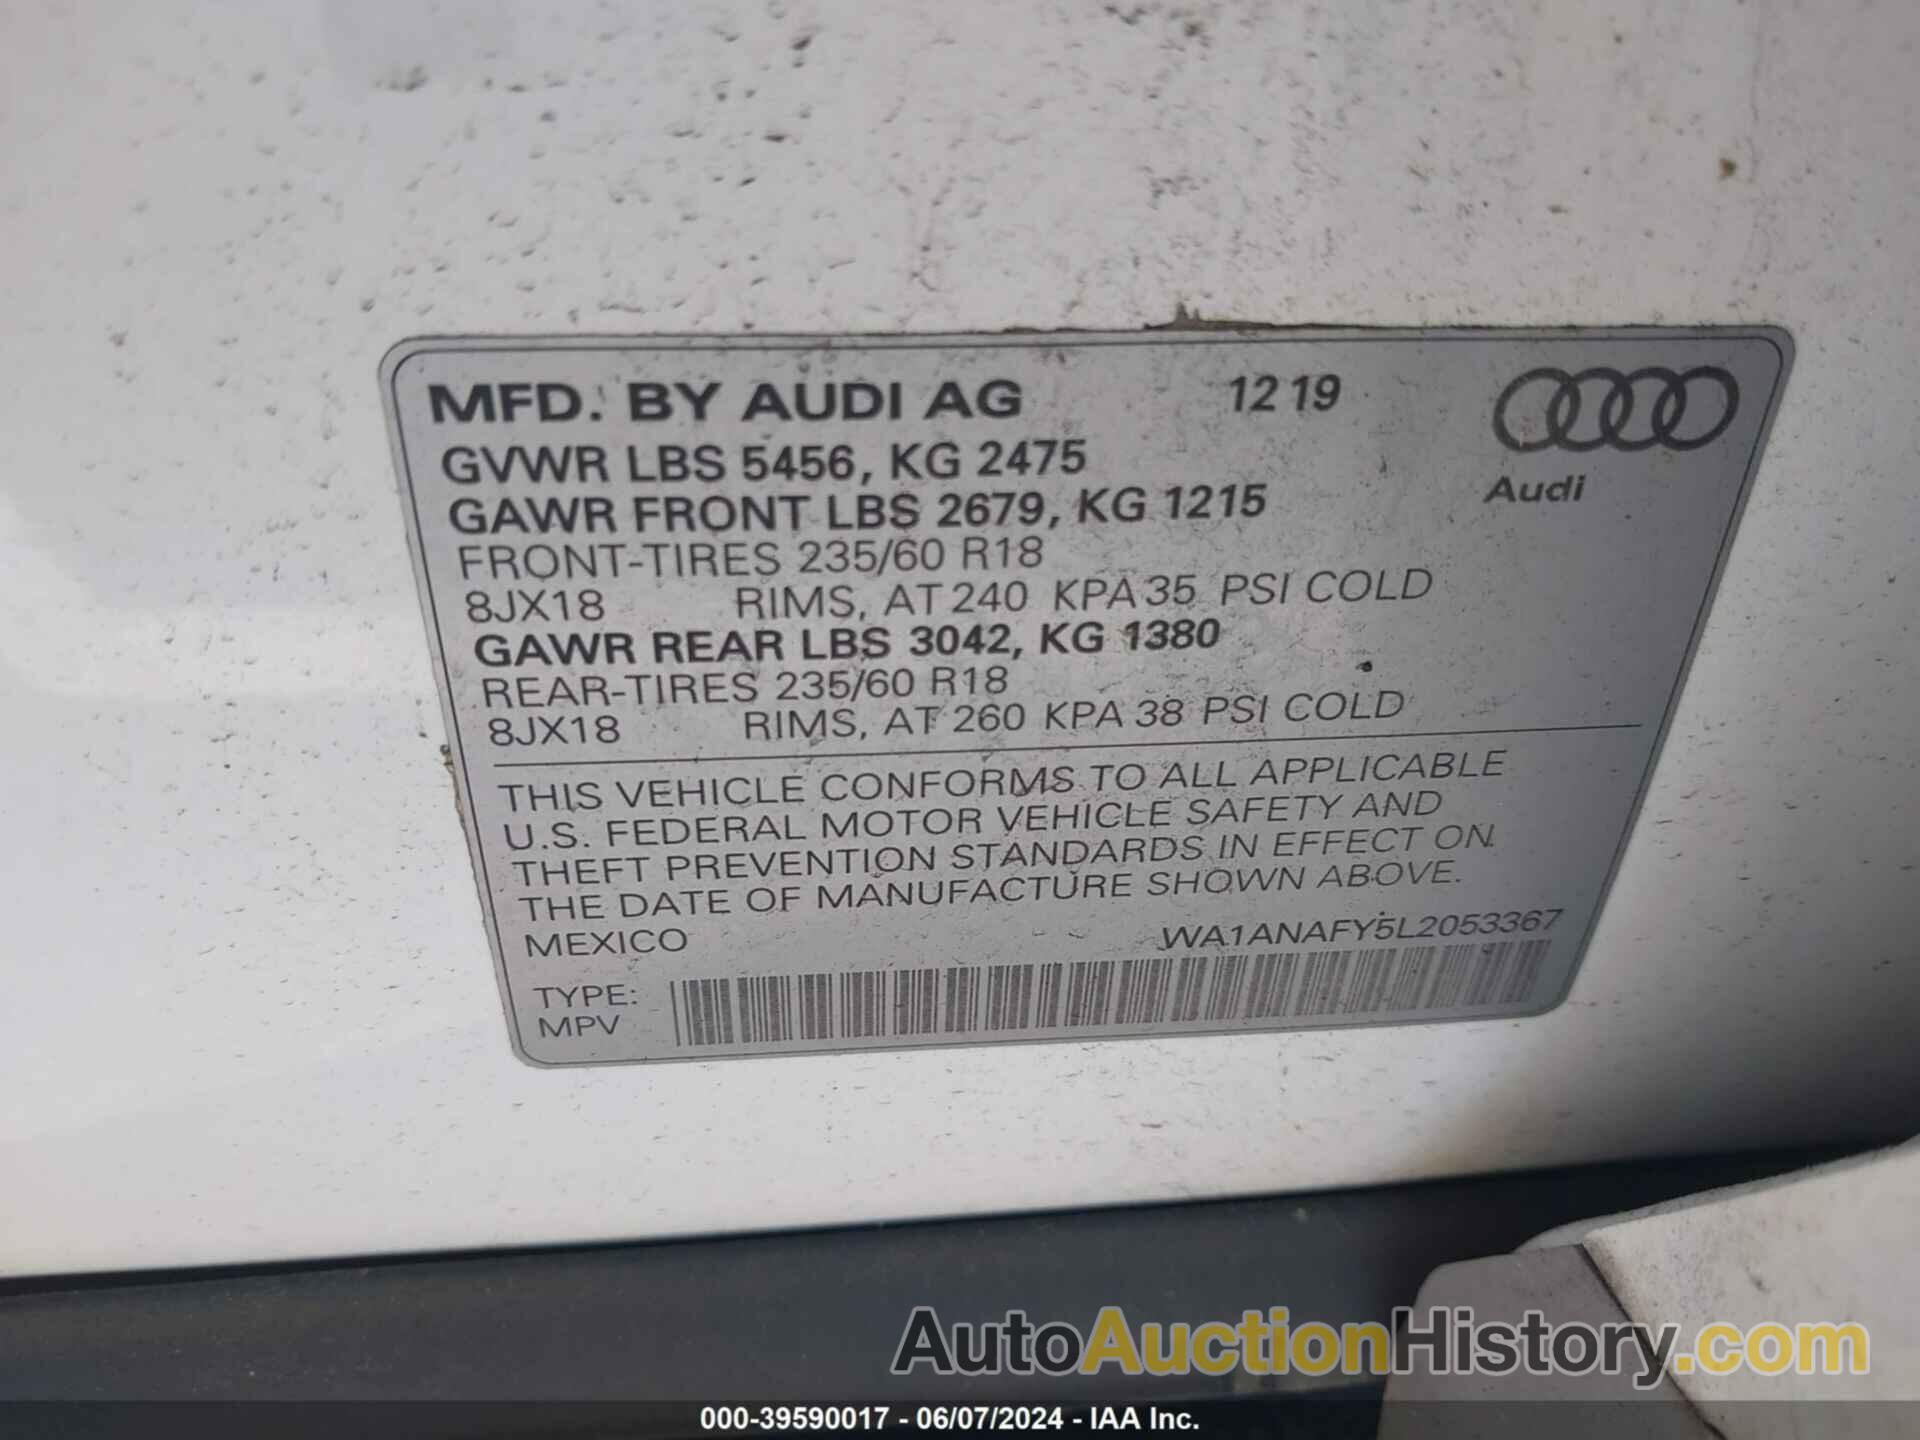 MFD. BY AUDI AG 12 19
GVWR LBS 5456, KG 2475
Audi
GAWR FRONT LBS 2679, KG 1215
FRONT-TIRES 235/60 R18
8JX18 RIMS, AT 240 KPA 35 PSI COLD
GAWR REAR LBS 3042, KG 1380
REAR-TIRES 235/60 R18
8JX18 RIMS, AT 260 KPA 38 PSI COLD
THIS VEHICLE CONFORMS TO ALL APPLICABLE
U.S. FEDERAL MOTOR VEHICLE SAFETY AND
THEFT PREVENTION STANDARDS IN EFFECT ON
THE DATE OF MANUFACTURE SHOWN ABOVE.
MEXICO WA1ANAFY5L2053367
TYPE:
MPV
AutoAuctionHistory.com
000-39590017 - 06/07/2024 - IAA Inc.